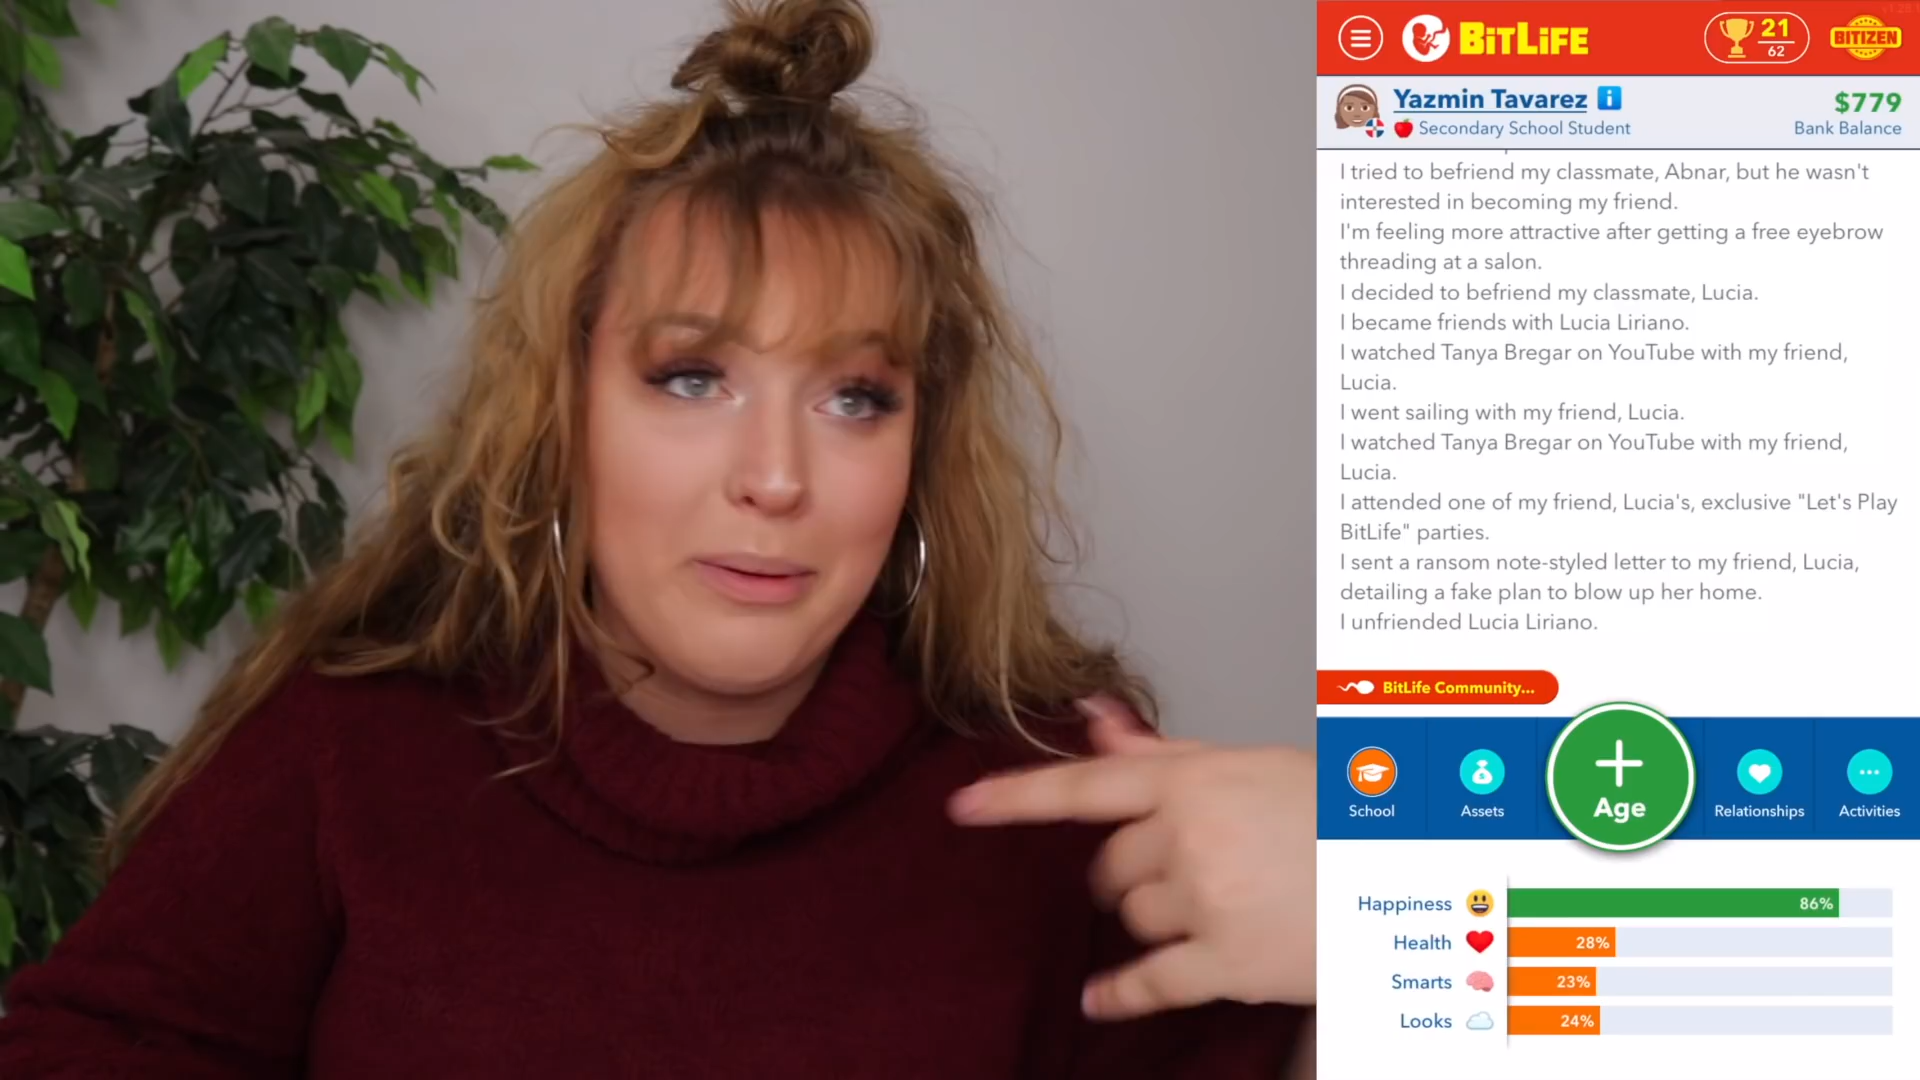 BITLIFE
21
62
BITIZEN
Yazmin Tavarez
$779
Secondary School Student
Bank Balance
I tried to befriend my classmate, Abnar, but he wasn't
interested in becoming my friend.
I'm feeling more attractive after getting a free eyebrow
threading at a salon.
I decided to befriend my classmate, Lucia.
I became friends with Lucia Liriano.
I watched Tanya Bregar on YouTube with my friend,
Lucia.
I went sailing with my friend, Lucia.
I watched Tanya Bregar on YouTube with my friend,
Lucia.
I attended one of my friend, Lucia's, exclusive "Let's Play
BitLife" parties.
I sent a ransom note-styled letter to my friend, Lucia,
detailing a fake plan to blow up her home.
I unfriended Lucia Liriano.
BitLife Community...
School
Assets
Age
Relationships
Activities
Happiness 86%
Health 28%
Smarts 23%
Looks 24%